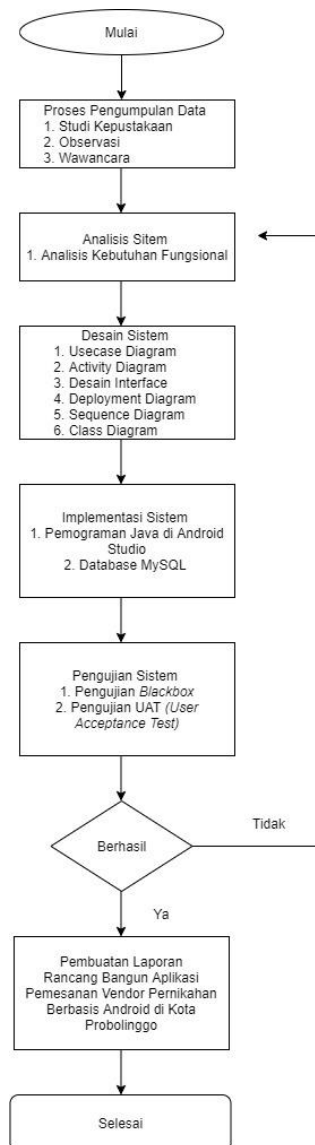 Mulai
Proses Pengumpulan Data
1. Studi Kepustakaan
2. Observasi
3. Wawancara
Analisis Sitem
1. Analisis Kebutuhan Fungsional
Desain Sistem
1. Usecase Diagram
2. Activity Diagram
3. Desain Interface
4. Deployment Diagram
5. Sequence Diagram
6. Class Diagram
Implementasi Sistem
1. Pemograman Java di Android
Studio
2. Database MySQL
Pengujian Sistem
1. Pengujian Blackbox
2. Pengujian UAT (User
Acceptance Test)
Berhasil
Tidak
Ya
Pembuatan Laporan
Rancang Bangun Aplikasi
Pemesanan Vendor Pernikahan
Berbasis Android di Kota
Probolinggo
Selesai